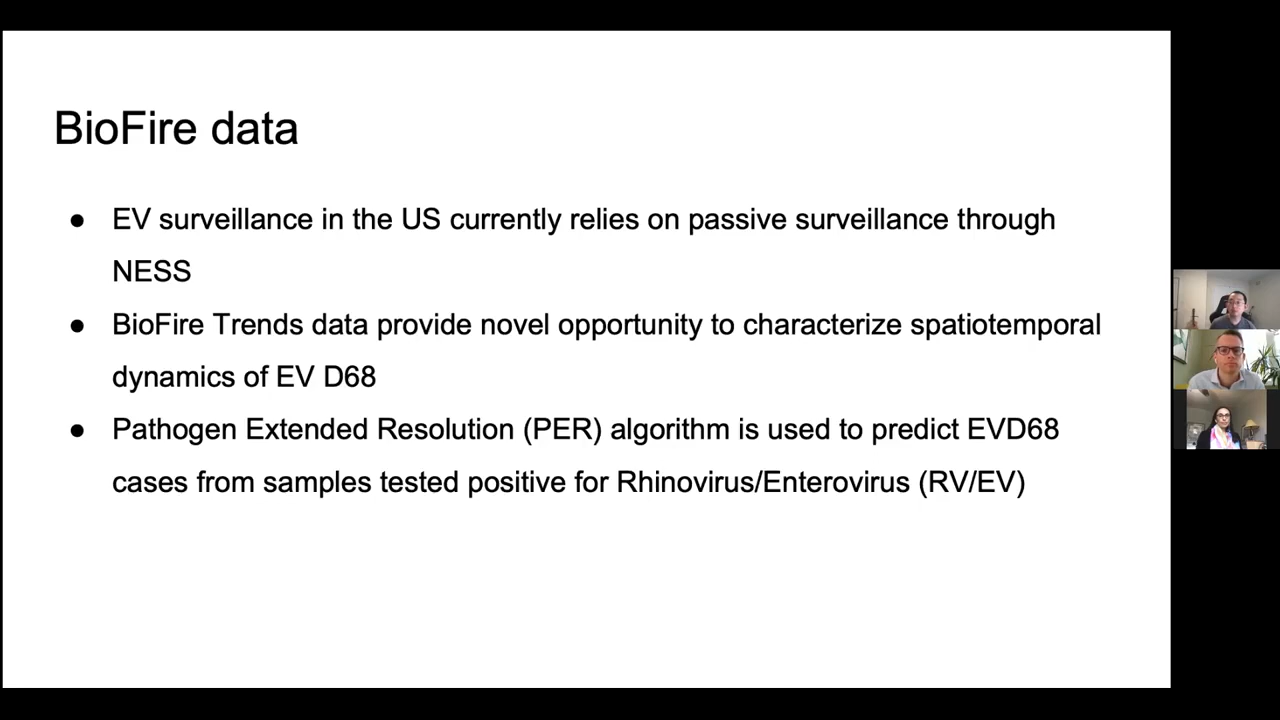 BioFire data
● EV surveillance in the US currently relies on passive surveillance through
NESS
● BioFire Trends data provide novel opportunity to characterize spatiotemporal
dynamics of EV D68
● Pathogen Extended Resolution (PER) algorithm is used to predict EVD68
cases from samples tested positive for Rhinovirus/Enterovirus (RV/EV)